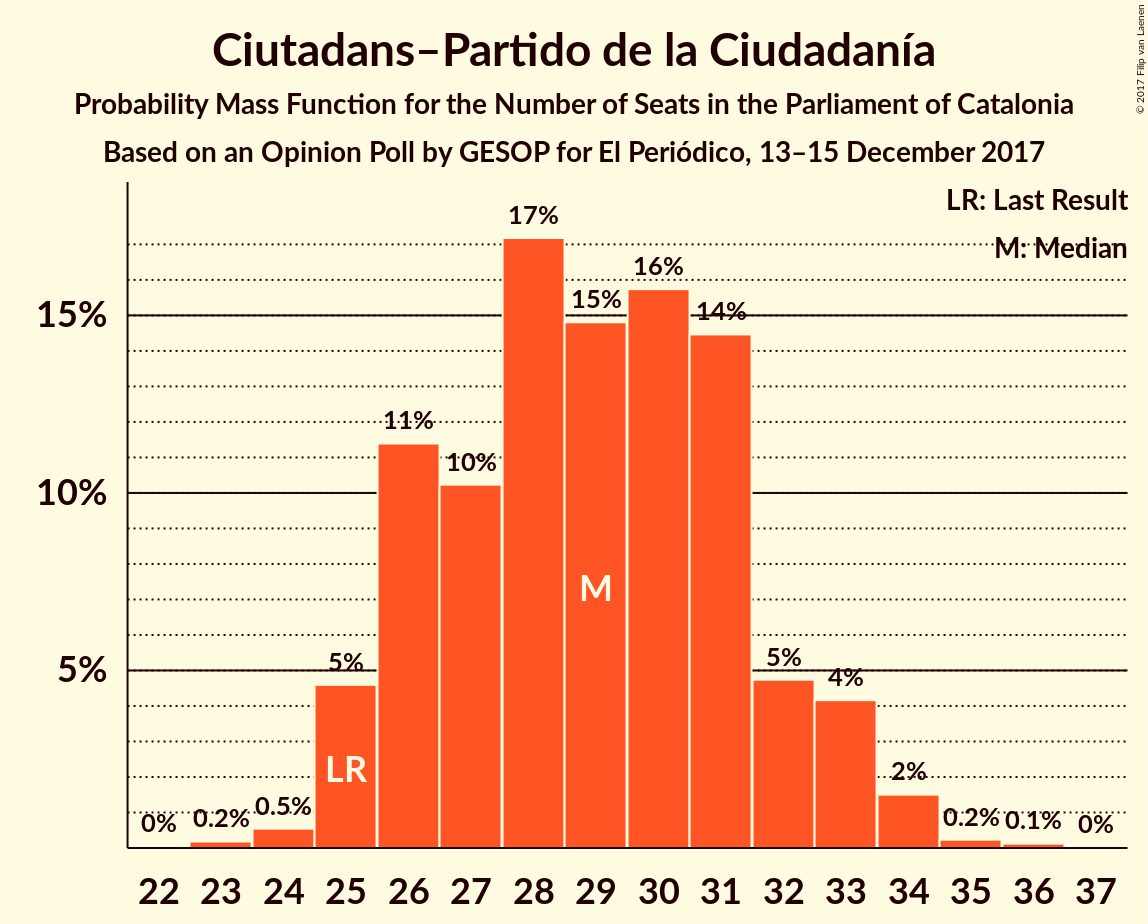 Ciutadans–Partido de la Ciudadanía
Probability Mass Function for the Number of Seats in the Parliament of Catalonia
Based on an Opinion Poll by GESOP for El Periódico, 13–15 December 2017
© 2017 Filip van Laenen
LR: Last Result
M: Median
15%
10%
5%
0%
0.2%
0.5%
5%
11%
10%
17%
15%
16%
14%
5%
4%
2%
0.2%
0.1%
0%
LR
M
22 23 24 25 26 27 28 29 30 31 32 33 34 35 36 37